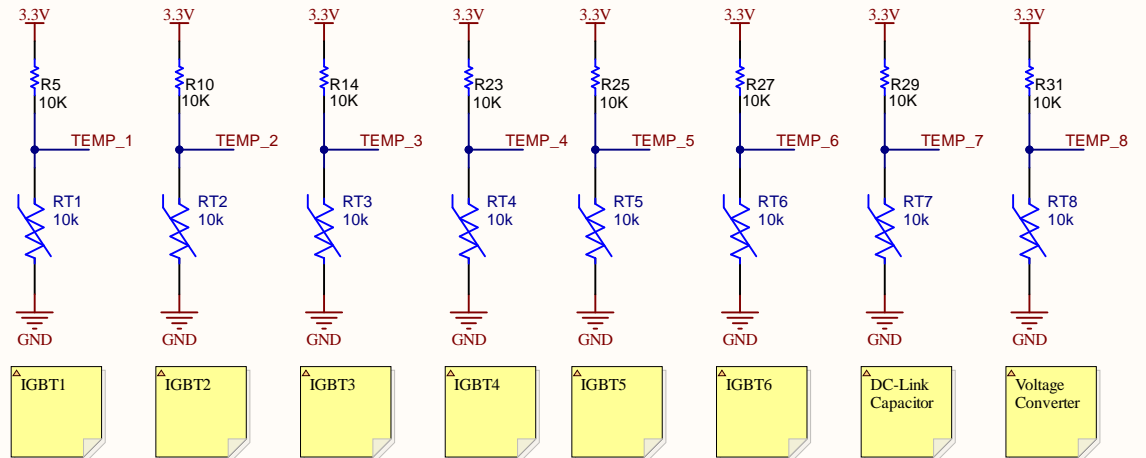 3.3V 3.3V 3.3V 3.3V 3.3V 3.3V 3.3V 3.3V
R5 R10 R14 R23 R25 R27 R29 R31
10K 10K 10K 10K 10K 10K 10K 10K
TEMP_1 TEMP_2 TEMP_3 TEMP_4 TEMP_5 TEMP_6 TEMP_7 TEMP_8
RT1 RT2 RT3 RT4 RT5 RT6 RT7 RT8
10k 10k 10k 10k 10k 10k 10k 10k
GND GND GND GND GND GND GND GND
IGBT1 IGBT2 IGBT3 IGBT4 IGBT5 IGBT6 DC-Link Voltage
Capacitor Converter